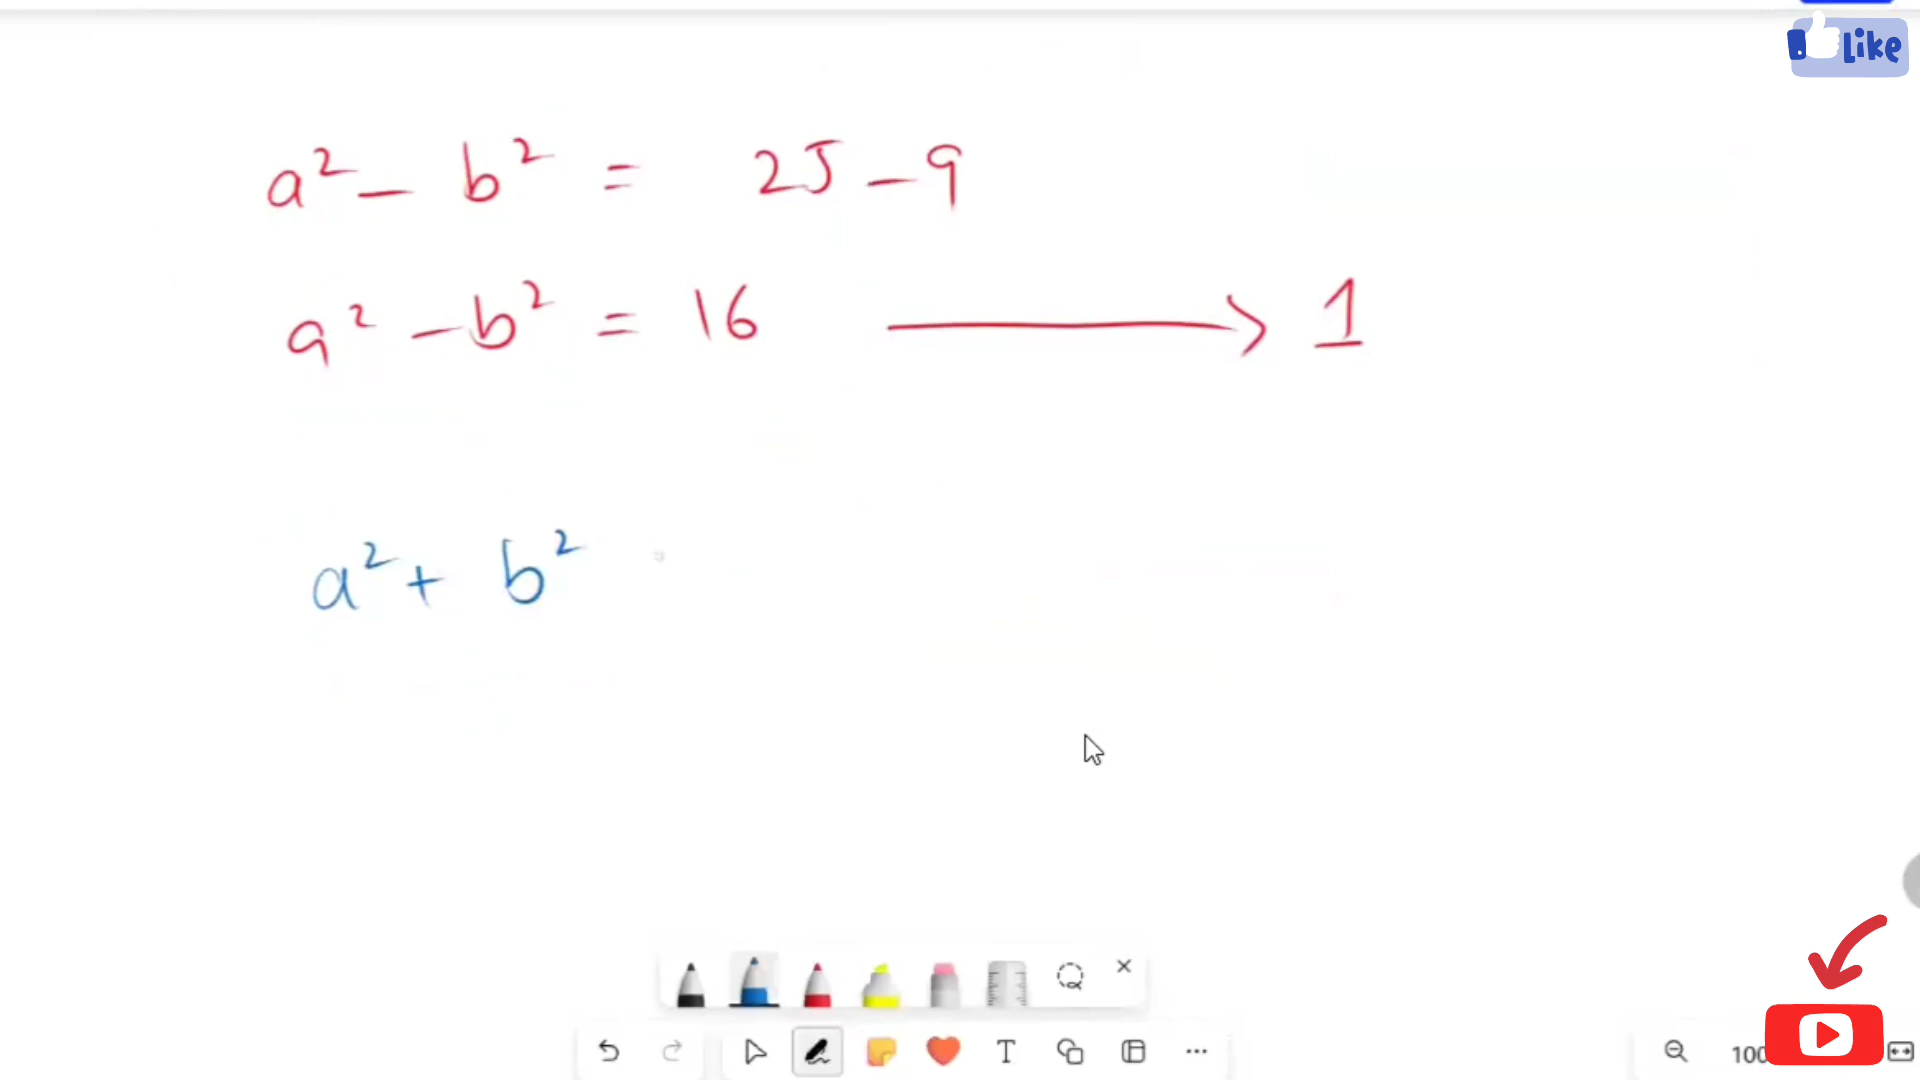 Like
a² - b² = 25 - 9
a² - b² = 16 → 1
a² + b²
T
100